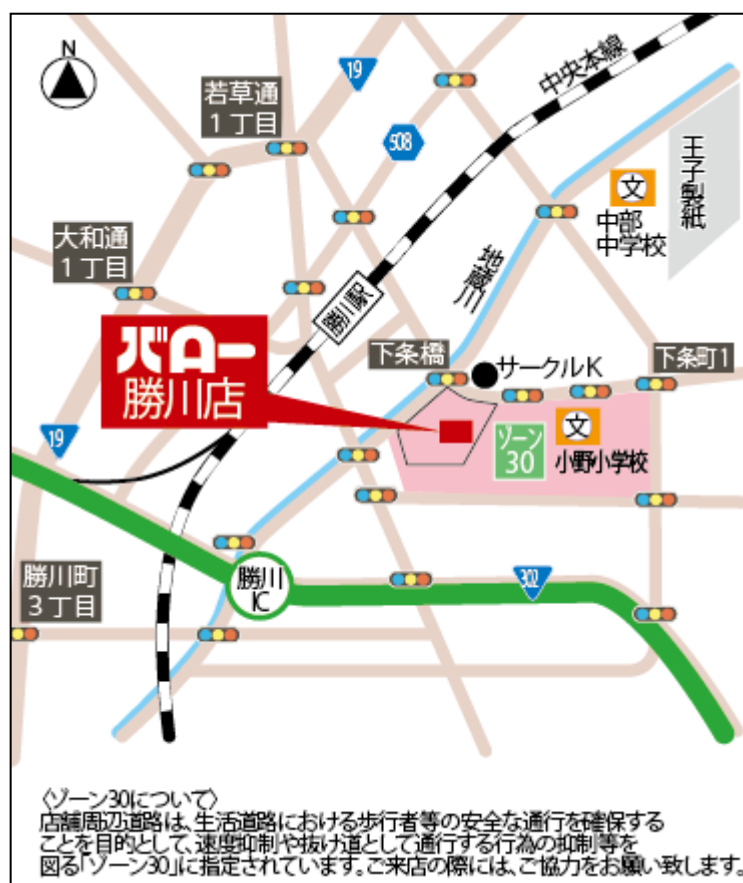 N
19
中央本線
若草通
1丁目
508
文
中部
中学校
王子製紙
大和通
1丁目
地蔵川
勝川駅
バロー
勝川店
下条橋
サークルK
下条町1
19
ゾーン
30
文
小野小学校
勝川
IC
302
勝川町
3丁目
〈ゾーン30について〉
店舗周辺道路は、生活道路における歩行者等の安全な通行を確保する
ことを目的として、速度抑制や抜け道として通行する行為の抑制等を
図る「ゾーン30」に指定されています。ご来店の際には、ご協力をお願い致します。